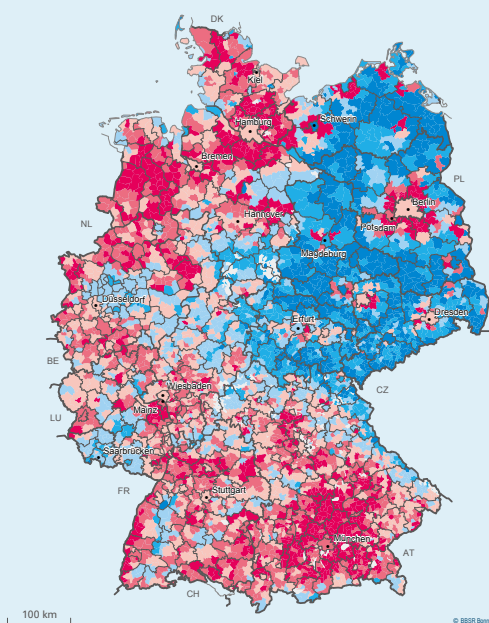 DK
Kiel
Hamburg
Schwerin
Bremen
PL
Berlin
Hannover
Potsdam
NL
Magdeburg
Düsseldorf
Erfurt
Dresden
BE
Wiesbaden
CZ
LU
Mainz
Saarbrücken
FR
Stuttgart
München
AT
CH
100 km
© BBSR Bonn